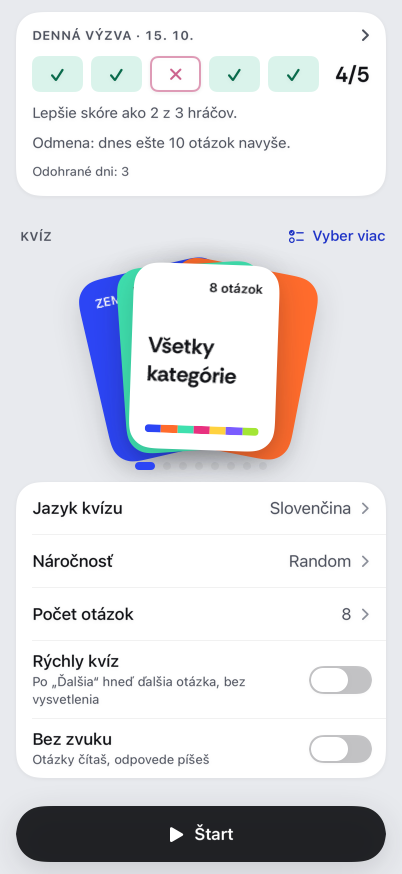 DENNÁ VÝZVA · 15. 10.
4/5
Lepšie skóre ako 2 z 3 hráčov.
Odmena: dnes ešte 10 otázok navyše.
Odohrané dni: 3
KVÍZ
Vyber viac
8 otázok
Všetky
kategórie
Jazyk kvízu
Slovenčina
Náročnosť
Random
Počet otázok
8
Rýchly kvíz
Po „Ďalšia“ hneď ďalšia otázka, bez
vysvetlenia
Bez zvuku
Otázky čítaš, odpovede píšeš
Štart